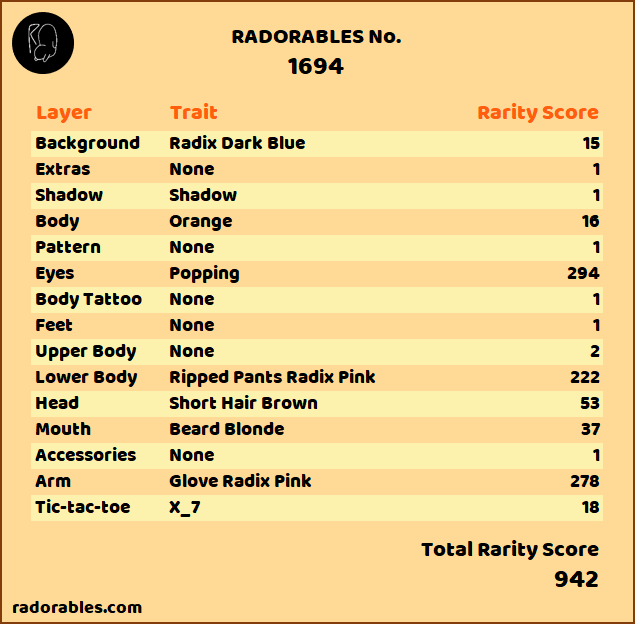 RADORABLES No.
1694
Layer Trait Rarity Score
Background Radix Dark Blue 15
Extras None 1
Shadow Shadow 1
Body Orange 16
Pattern None 1
Eyes Popping 294
Body Tattoo None 1
Feet None 1
Upper Body None 2
Lower Body Ripped Pants Radix Pink 222
Head Short Hair Brown 53
Mouth Beard Blonde 37
Accessories None 1
Arm Glove Radix Pink 278
Tic-tac-toe X_7 18
Total Rarity Score
942
radorables.com